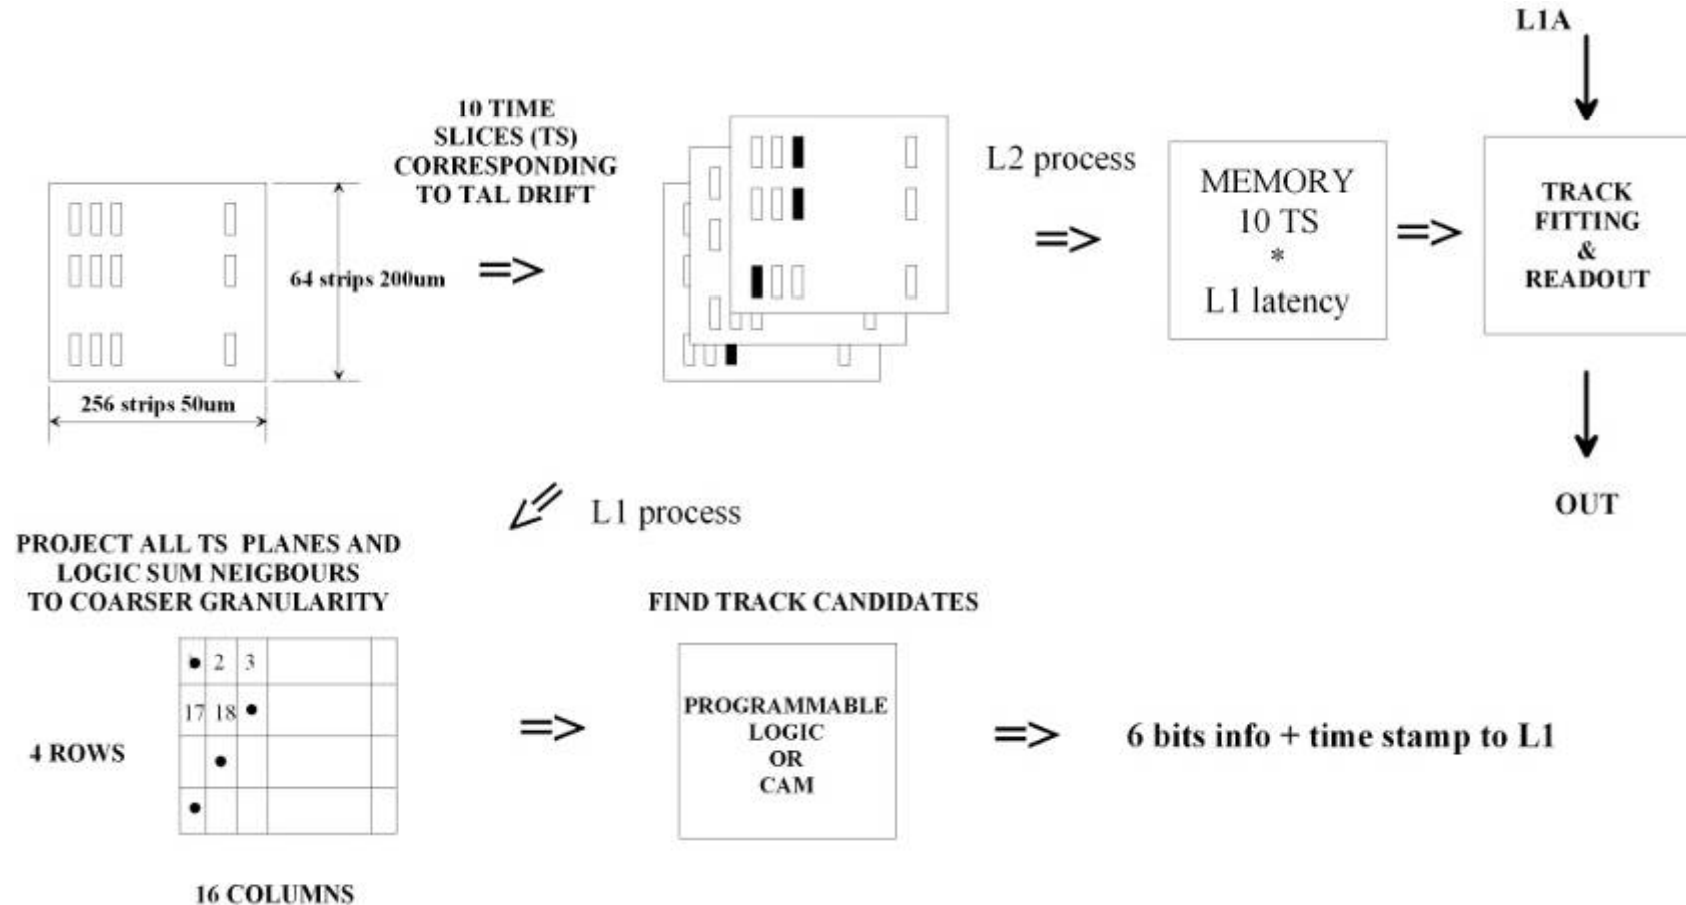 L1A
10 TIME
SLICES (TS)
CORRESPONDING
TO TAL DRIFT
L2 process
MEMORY
10 TS
*
L1 latency
TRACK
FITTING
&
READOUT
64 strips 200um
=>
=>
=>
256 strips 50um
OUT
L1 process
PROJECT ALL TS PLANES AND
LOGIC SUM NEIGBOURS
TO COARSER GRANULARITY
FIND TRACK CANDIDATES
2 3
17 18
4 ROWS
16 COLUMNS
=>
PROGRAMMABLE
LOGIC
OR
CAM
=>
6 bits info + time stamp to L1